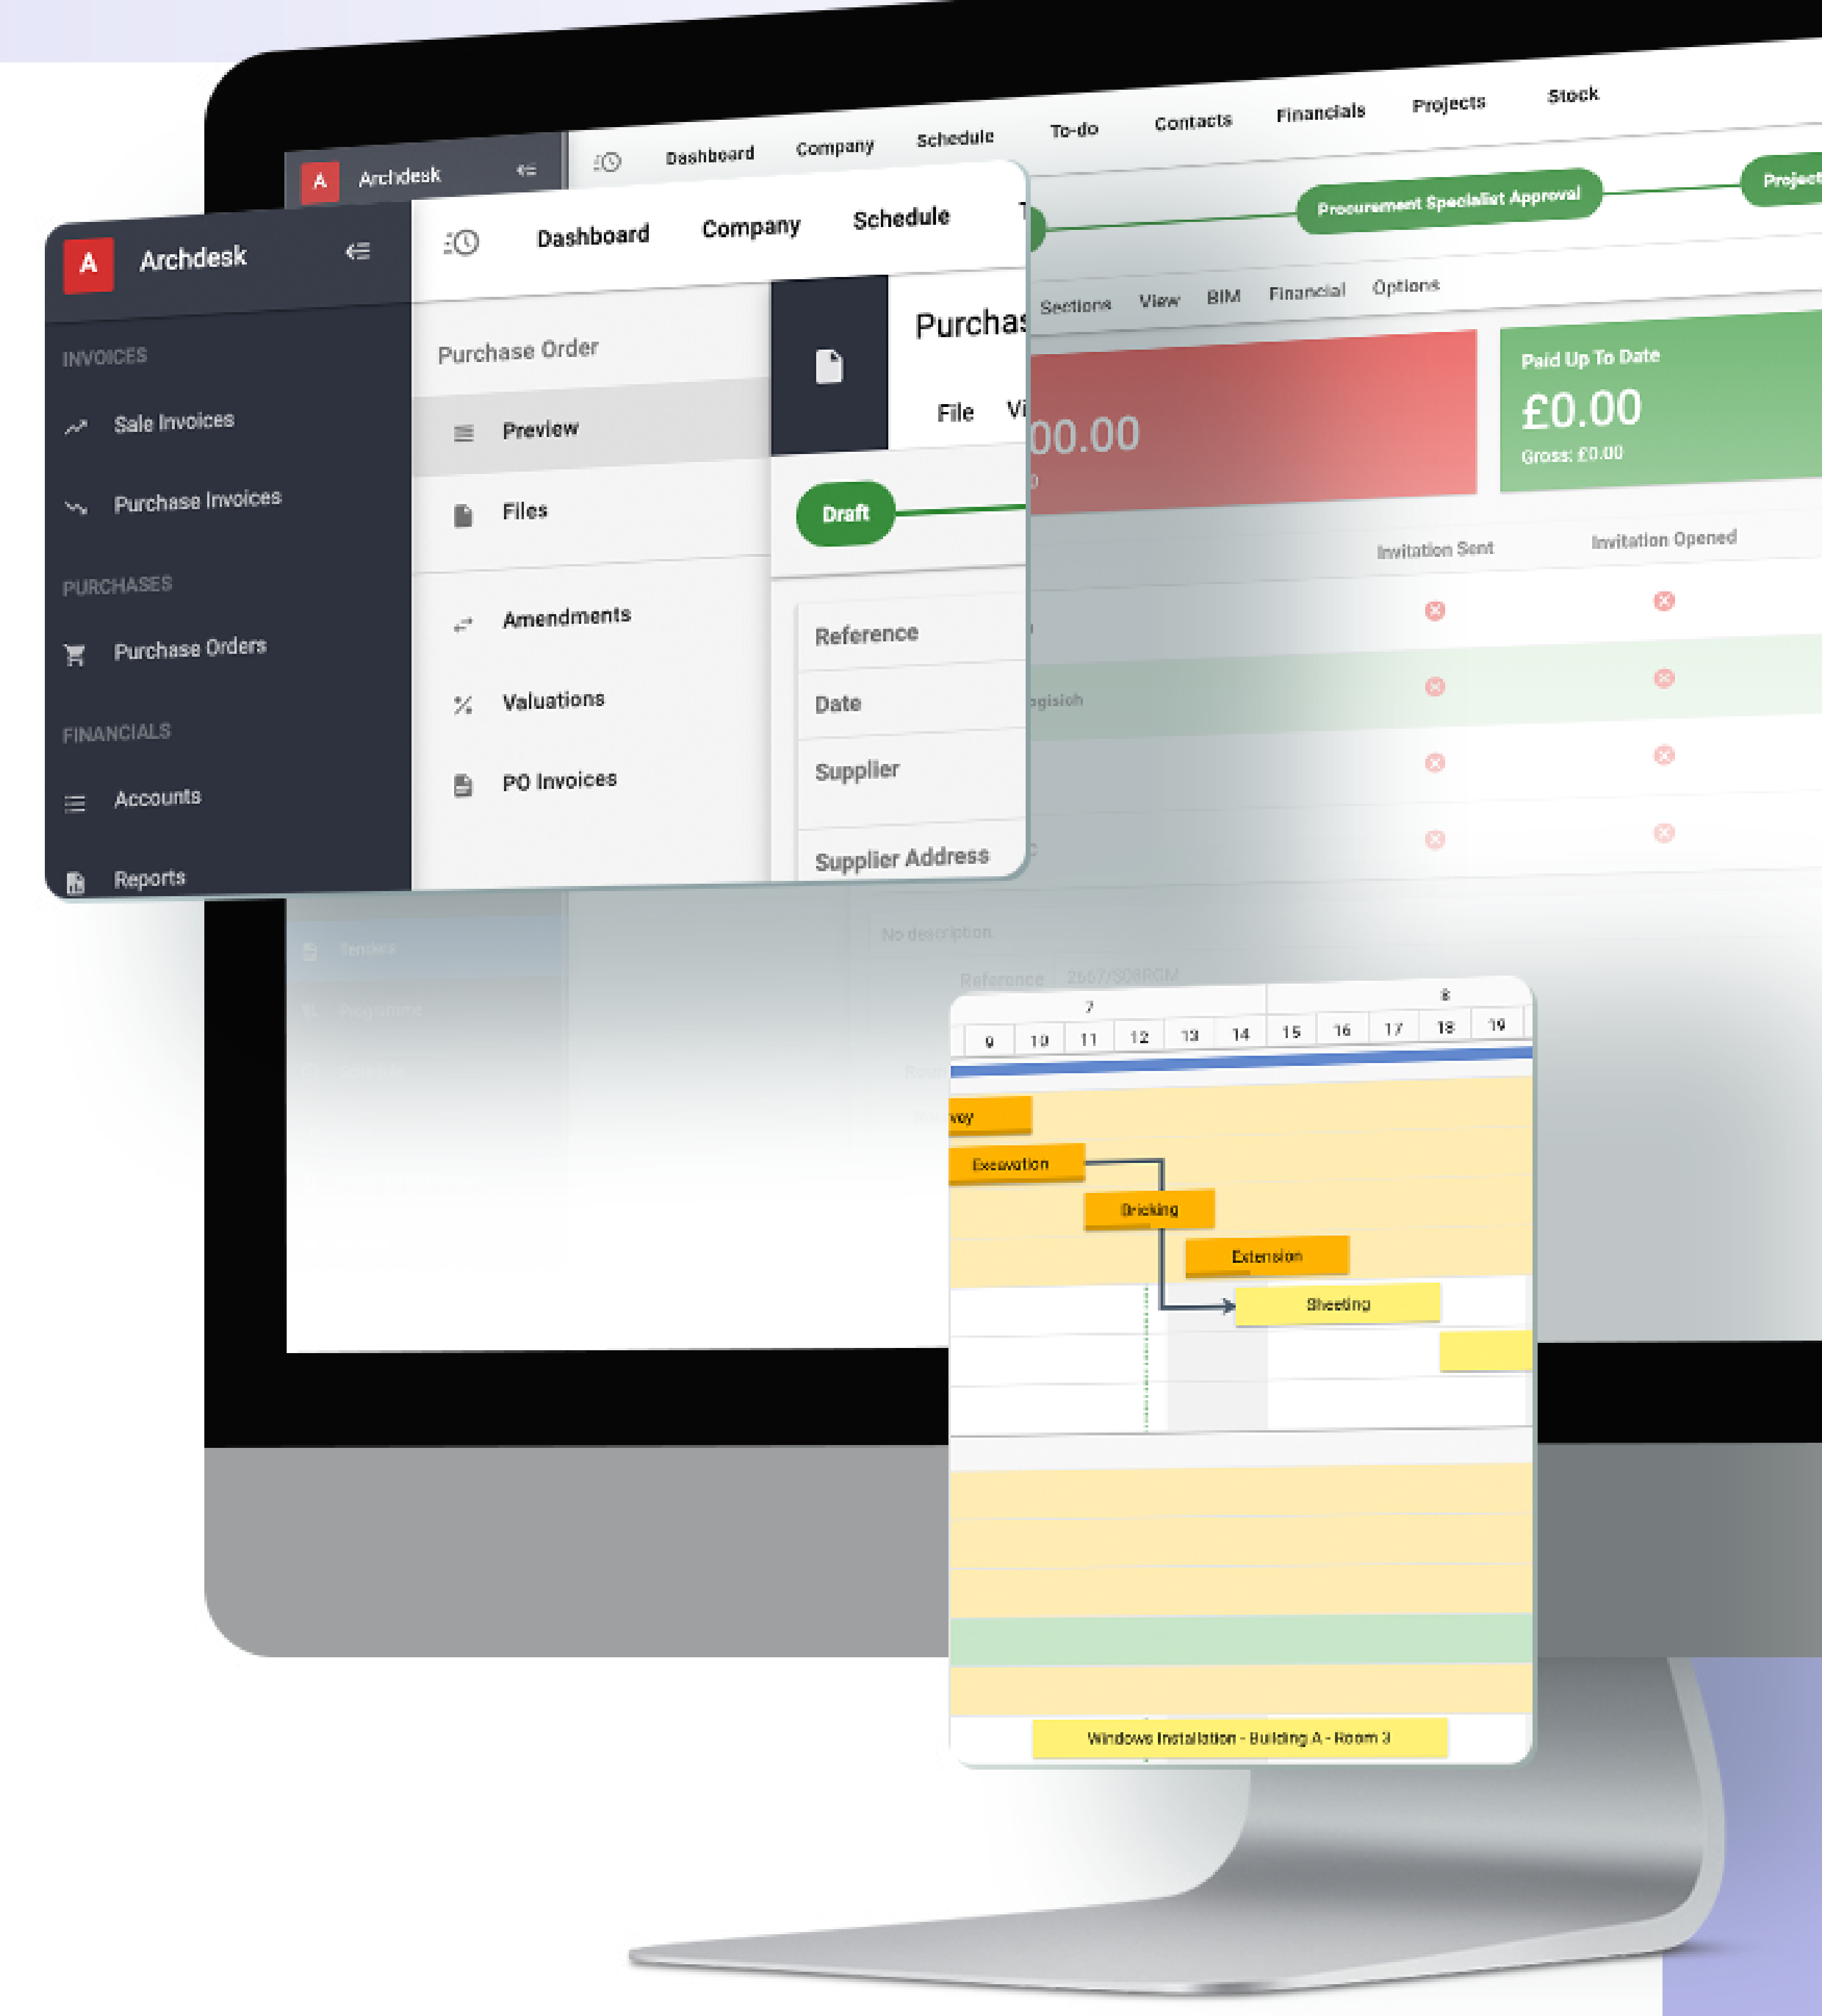 Archdesk
Dashboard
Company
Schedule
To-do
Contacts
Financials
Projects
Stock
Procurement Specialist Approval
Project
Sections
View
BIM
Financial
Options
00.00
Paid Up To Date
£0.00
Gross: £0.00
Invitation Sent
Invitation Opened
A
Archdesk
INVOICES
Sale Invoices
Purchase Invoices
PURCHASES
Purchase Orders
FINANCIALS
Accounts
Reports
Dashboard
Company
Schedule
Purchase Order
Preview
Files
Amendments
Valuations
PO Invoices
Purchas
File
Vi
Draft
Reference
Date
Supplier
Supplier Address
A
Programme
No description.
Reference
7
8
9 10 11 12 13 14 15 16 17 18 19
Excavation
Bricking
Extension
Sheeting
Windows Installation - Building A - Room 3